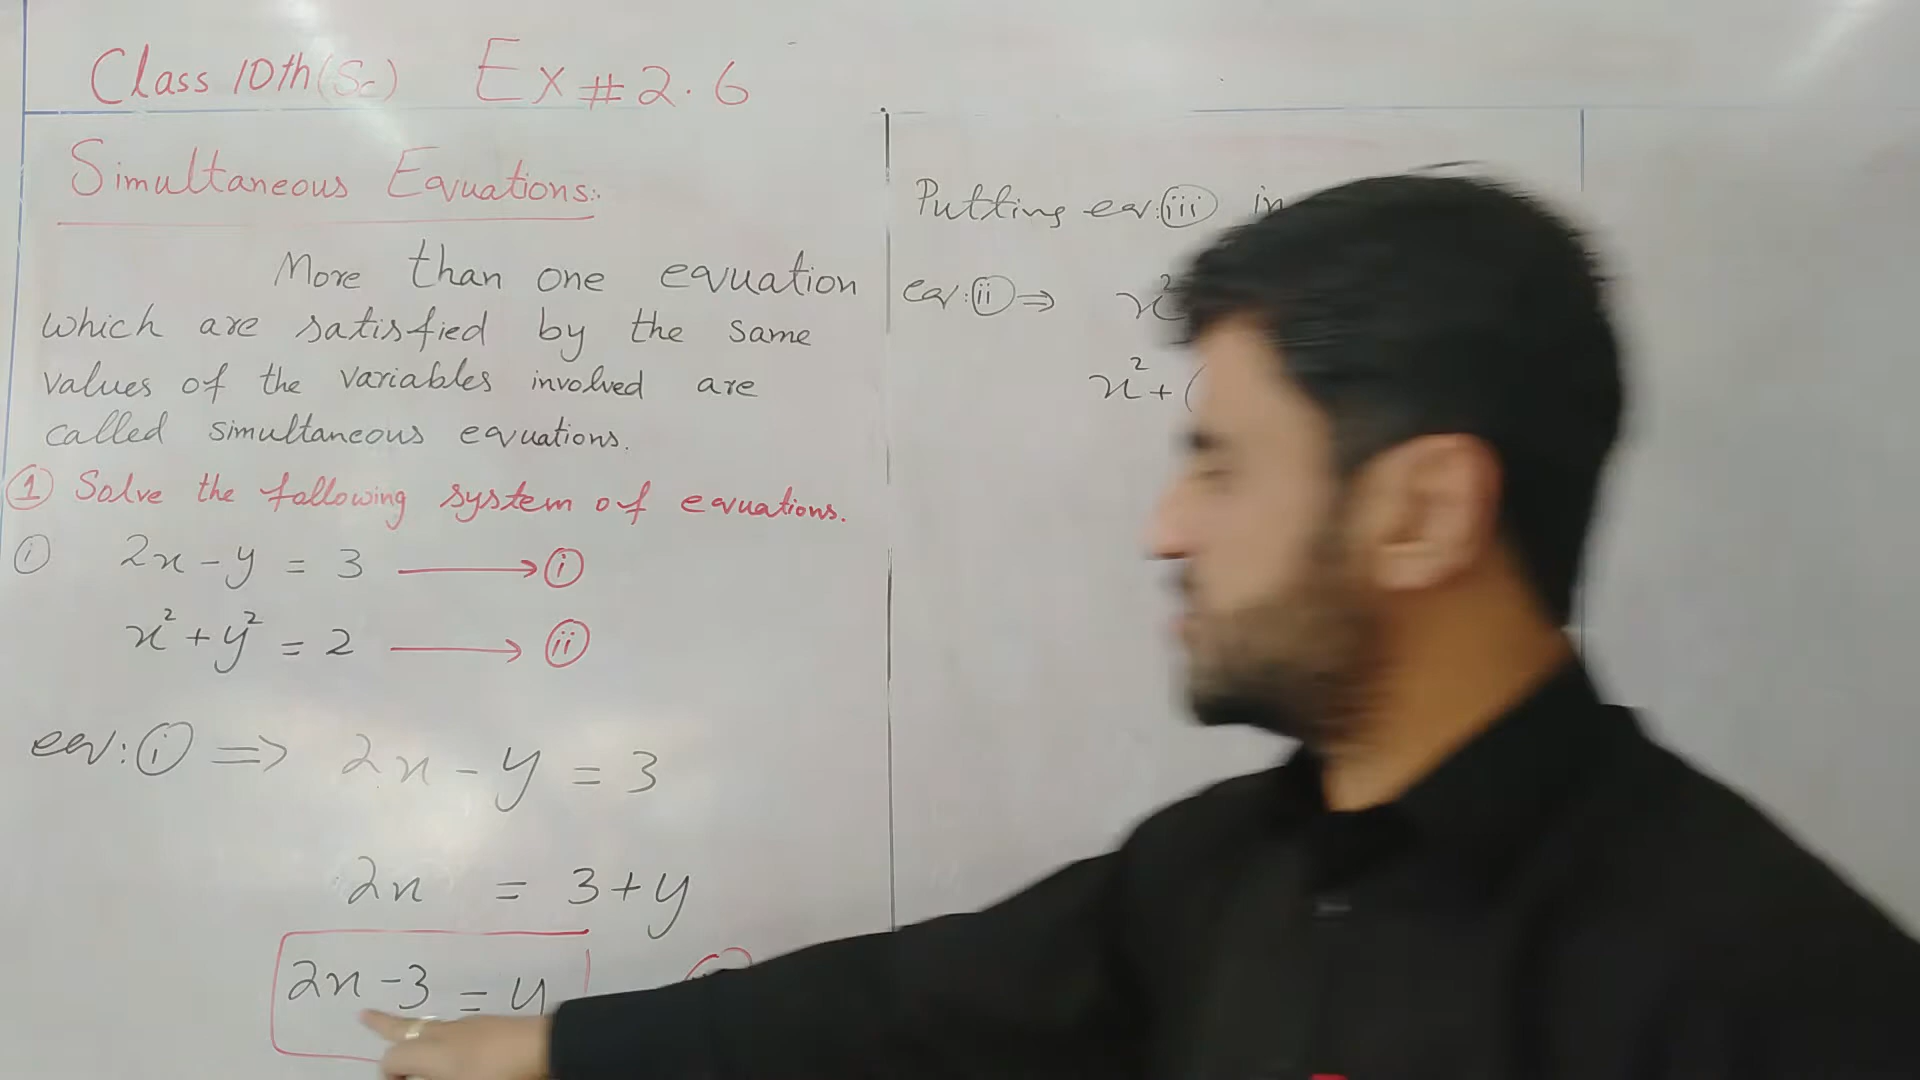 Class 10th (Sc) Ex # 2.6
Simultaneous Equations:
More than one equation
which are satisfied by the same
values of the variables involved are
called simultaneous equations.
① Solve the following system of equations.
ⓘ 2x - y = 3 ⟶ ⓘ
x² + y² = 2 ⟶ (ii)
eq: ⓘ ⇒ 2x - y = 3
2x = 3 + y
2x - 3 = y
Putting eq: (iii) in
eq: (ii) ⇒ x²
x² + (